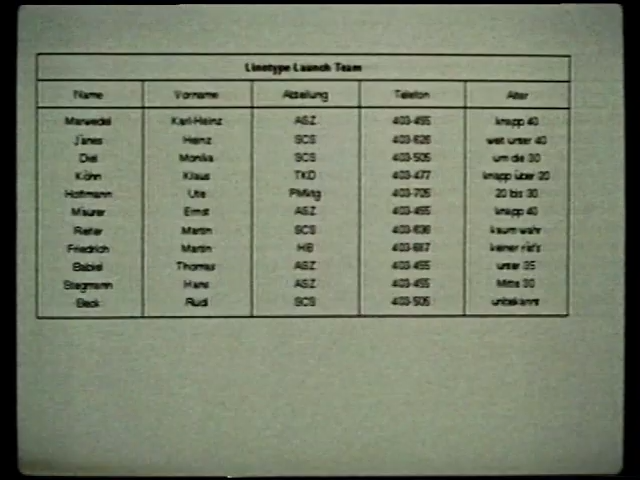 Linotype Launch Team
Name Vorname Abteilung Telefon Alter
Marwedel Karl-Heinz ASZ 403-455 knapp 40
Jänes Heinz SCS 403-626 weit unter 40
Diel Monika SCS 403-505 um die 30
Köhn Klaus TKD 403-477 knapp über 20
Hoffmann Ute PMktg 403-705 20 bis 30
Maurer Ernst ASZ 403-455 knapp 40
Reiter Martin SCS 403-636 kaum wahr
Friedrich Martin HB 403-667 keiner rät's
Babiel Thomas ASZ 403-455 unter 35
Stegmann Hans ASZ 403-455 Mitte 30
Beck Rudi SCS 403-505 unbekannt